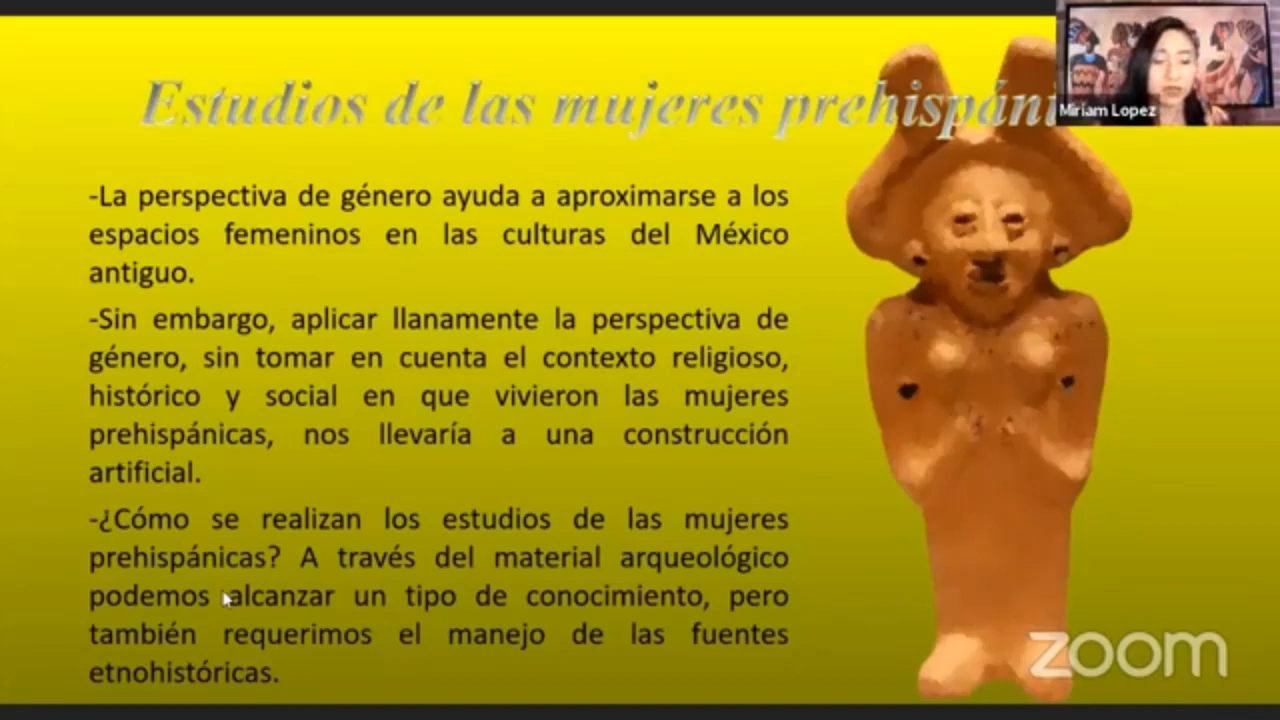 Estudios de las mujeres prehispáni
Miriam Lopez
-La perspectiva de género ayuda a aproximarse a los
espacios femeninos en las culturas del México
antiguo.
-Sin embargo, aplicar llanamente la perspectiva de
género, sin tomar en cuenta el contexto religioso,
histórico y social en que vivieron las mujeres
prehispánicas, nos llevaría a una construcción
artificial.
-¿Cómo se realizan los estudios de las mujeres
prehispánicas? A través del material arqueológico
podemos alcanzar un tipo de conocimiento, pero
también requerimos el manejo de las fuentes
etnohistóricas.
zoom